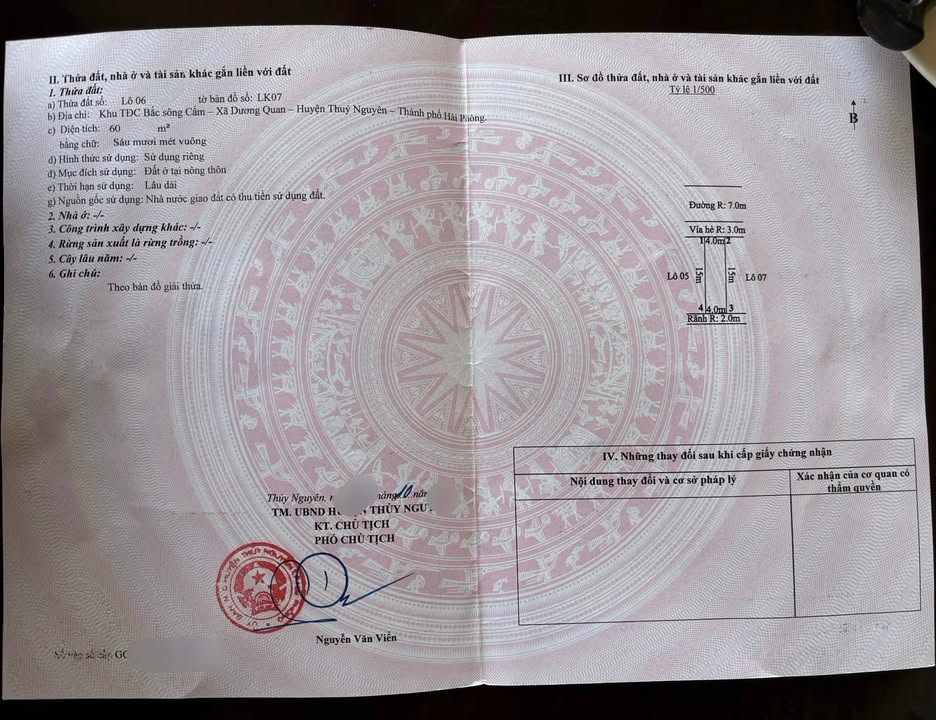 II. Thửa đất, nhà ở và tài sản khác gắn liền với đất
1. Thửa đất:
a) Thửa đất số: Lô 06 tờ bản đồ số: LK07
b) Địa chỉ: Khu TĐC Bắc sông Cấm – Xã Dương Quan – Huyện Thuỷ Nguyên – Thành phố Hải Phòng.
c) Diện tích: 60 m²
bằng chữ: Sáu mươi mét vuông
d) Hình thức sử dụng: Sử dụng riêng
đ) Mục đích sử dụng: Đất ở tại nông thôn
e) Thời hạn sử dụng: Lâu dài
g) Nguồn gốc sử dụng: Nhà nước giao đất có thu tiền sử dụng đất.
2. Nhà ở: -/-
3. Công trình xây dựng khác: -/-
4. Rừng sản xuất là rừng trồng: -/-
5. Cây lâu năm: -/-
6. Ghi chú:
Theo bản đồ giải thửa.
Thủy Nguyên, 10
TM. UBND THỦY
KT. CHỦ TỊCH
PHÓ CHỦ TỊCH
Nguyễn Văn Viễn
III. Sơ đồ thửa đất, nhà ở và tài sản khác gắn liền với đất
Tỷ lê 1/500
B
Đường R: 7.0m
Vỉa hè R: 3.0m
1 4.0m 2
Lô 05 15m 15m Lô 07
4 4.0m 3
Rãnh R: 2.0m
IV. Những thay đổi sau khi cấp giấy chứng nhận
Nội dung thay đổi và cơ sở pháp lý
Xác nhận của cơ quan có
thẩm quyền